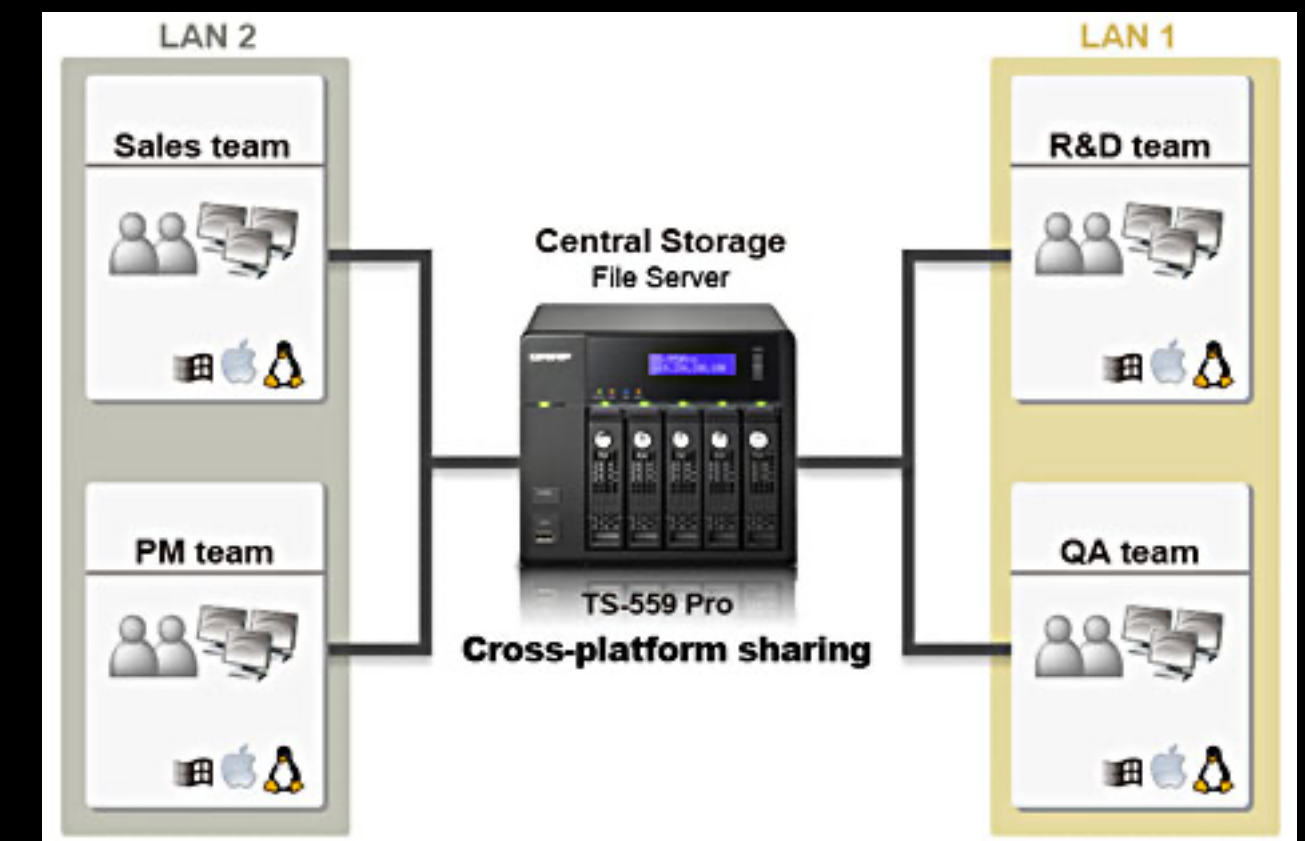 LAN 2
LAN 1
Sales team
R&D team
Central Storage
File Server
QNAP
PM team
QA team
TS-559 Pro
Cross-platform sharing